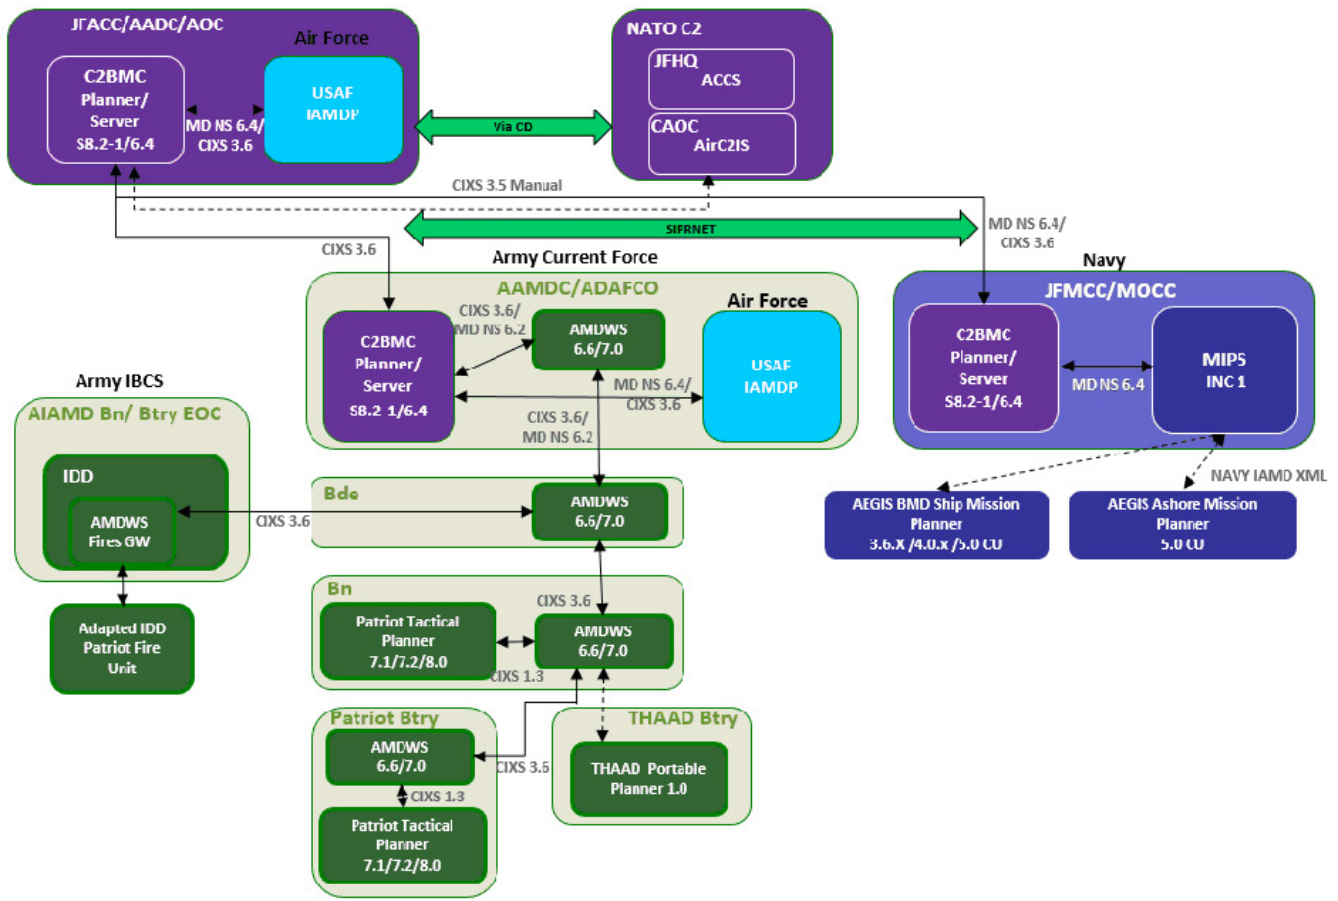 JFACC/AADC/AOC
Air Force
C2BMC
Planner/
Server
S8.2-1/6.4
MD NS 6.4/
CIXS 3.6
USAF
IAMDP
Via CD
NATO C2
JFHQ
ACCS
CAOC
AirC2IS
CIXS 3.5 Manual
SIPRNET
CIXS 3.6
MD NS 6.4/
CIXS 3.6
Army Current Force
AAMDC/ADAFCO
C2BMC
Planner/
Server
S8.2-1/6.4
CIXS 3.6/
MD NS 6.2
AMDWS
6.6/7.0
Air Force
USAF
IAMDP
MD NS 6.4/
CIXS 3.6
CIXS 3.6/
MD NS 6.2
Navy
JFMCC/MOCC
C2BMC
Planner/
Server
S8.2-1/6.4
MD NS 6.4
MIPS
INC 1
NAVY IAMD XML
AEGIS BMD Ship Mission
Planner
3.6.X /4.0.x /5.0 CU
AEGIS Ashore Mission
Planner
5.0 CU
Army IBCS
AIAMD Bn/ Btry EOC
IDD
AMDWS
Fires GW
CIXS 3.6
Adapted IDD
Patriot Fire
Unit
Bde
AMDWS
6.6/7.0
CIXS 3.6
Bn
Patriot Tactical
Planner
7.1/7.2/8.0
AMDWS
6.6/7.0
CIXS 1.3
Patriot Btry
AMDWS
6.6/7.0
CIXS 3.6
CIXS 1.3
Patriot Tactical
Planner
7.1/7.2/8.0
THAAD Btry
THAAD Portable
Planner 1.0